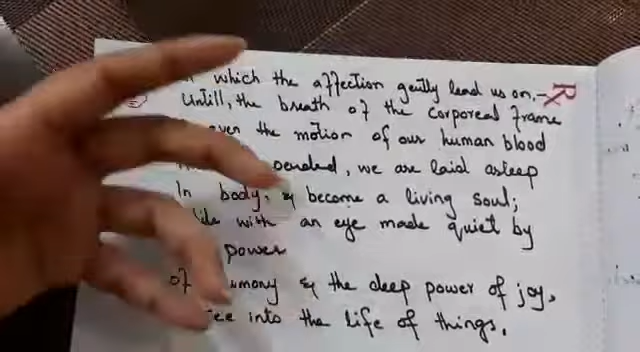 which the affection gently lead us on,- Rx
Untill, the breath of the corporeal frame
even the motion of our human blood
pended, we are laid asleep
In body, & become a living soul;
with an eye made quiet by
power
of & the deep power of joy,
see into the life of things.